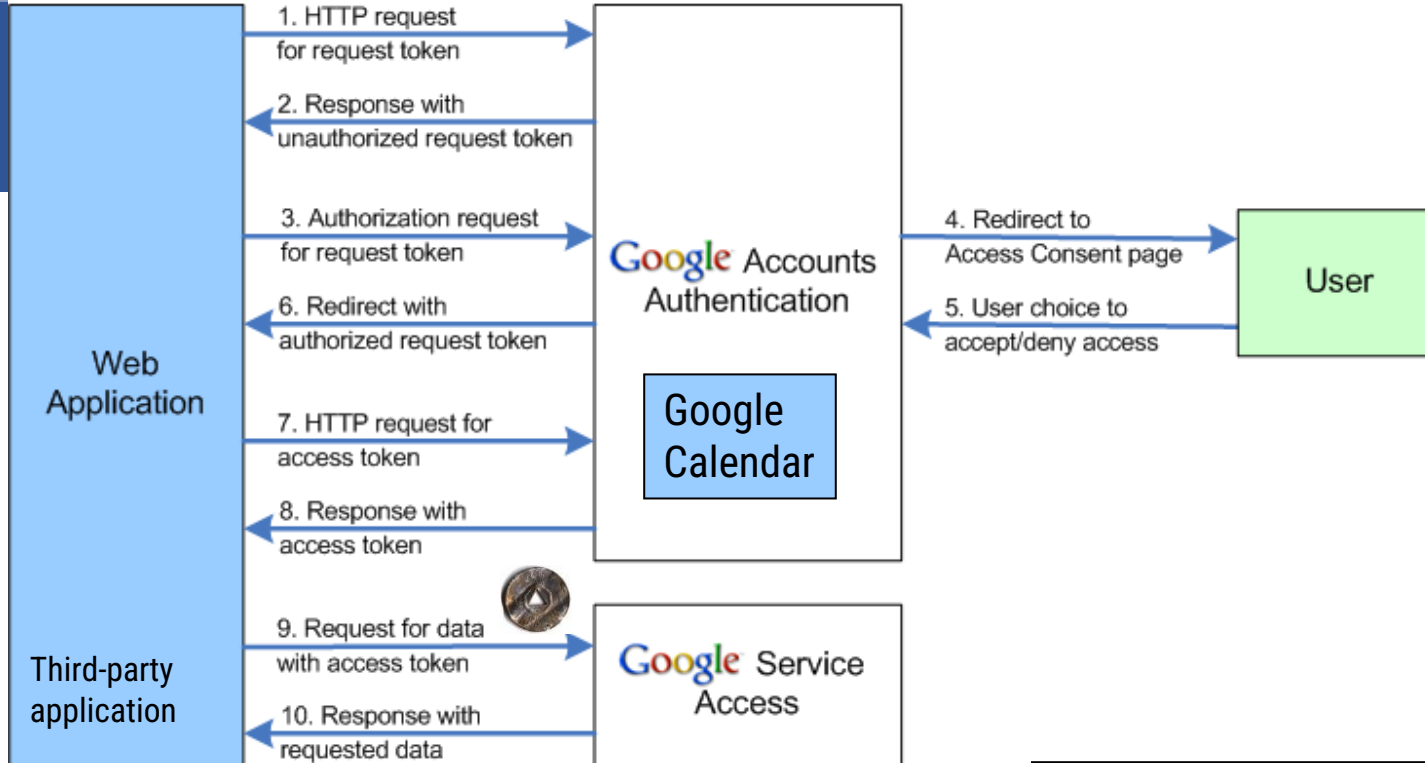 1. HTTP request
for request token
2. Response with
unauthorized request token
3. Authorization request
for request token
6. Redirect with
authorized request token
7. HTTP request for
access token
8. Response with
access token
9. Request for data
with access token
10. Response with
requested data
Web
Application
Third-party
application
Google Accounts
Authentication
Google
Calendar
Google Service
Access
4. Redirect to
Access Consent page
5. User choice to
accept/deny access
User